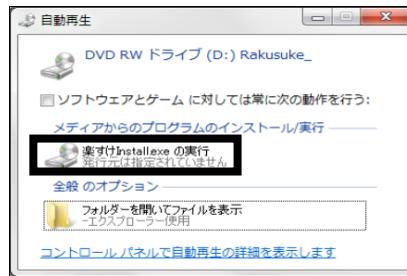 自動再生
DVD RW ドライブ (D:) Rakusuke_
ソフトウェアとゲーム に対しては常に次の動作を行う:
メディアからのプログラムのインストール/実行
楽すけInstall.exe の実行
発行元は指定されていません
全般 のオプション
フォルダーを開いてファイルを表示
-エクスプローラー使用
コントロール パネルで自動再生の詳細を表示します